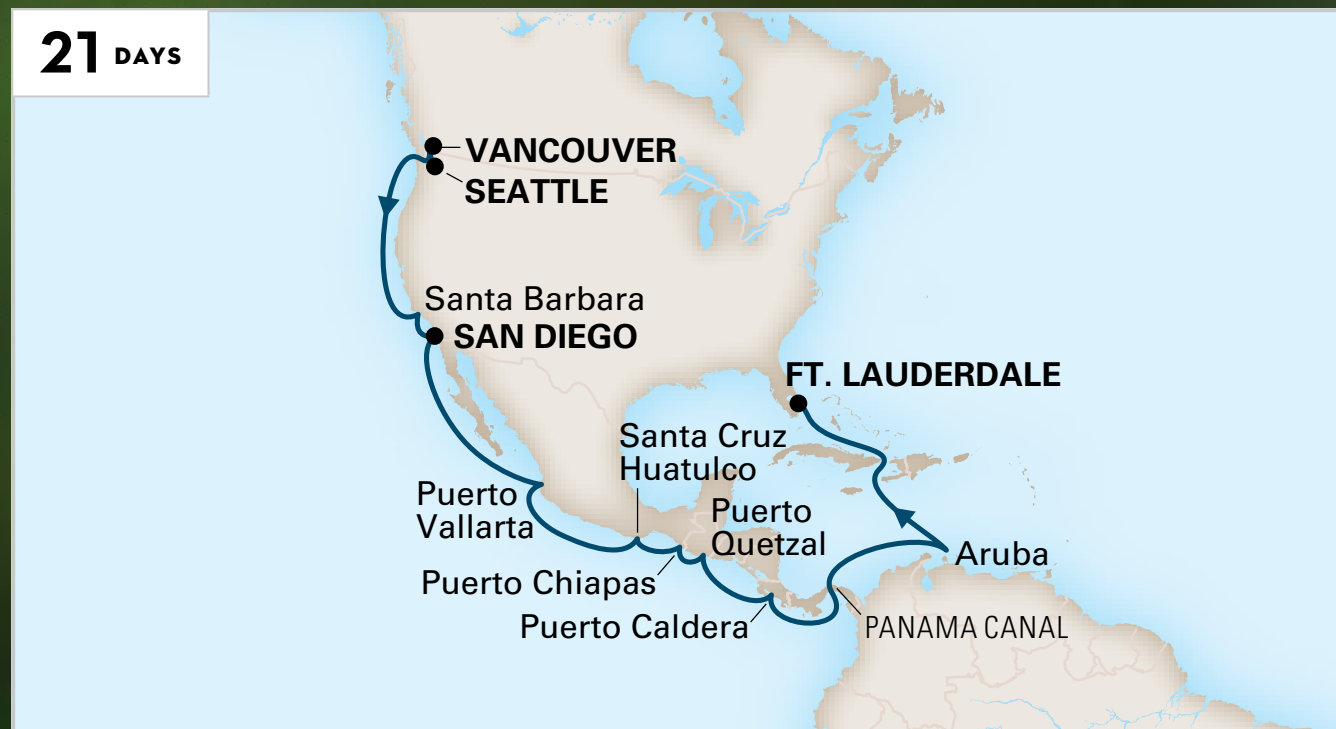 21 DAYS
VANCOUVER
SEATTLE
Santa Barbara
SAN DIEGO
FT. LAUDERDALE
Santa Cruz
Huatulco
Puerto
Vallarta
Puerto
Quetzal
Aruba
Puerto Chiapas
Puerto Caldera
PANAMA CANAL